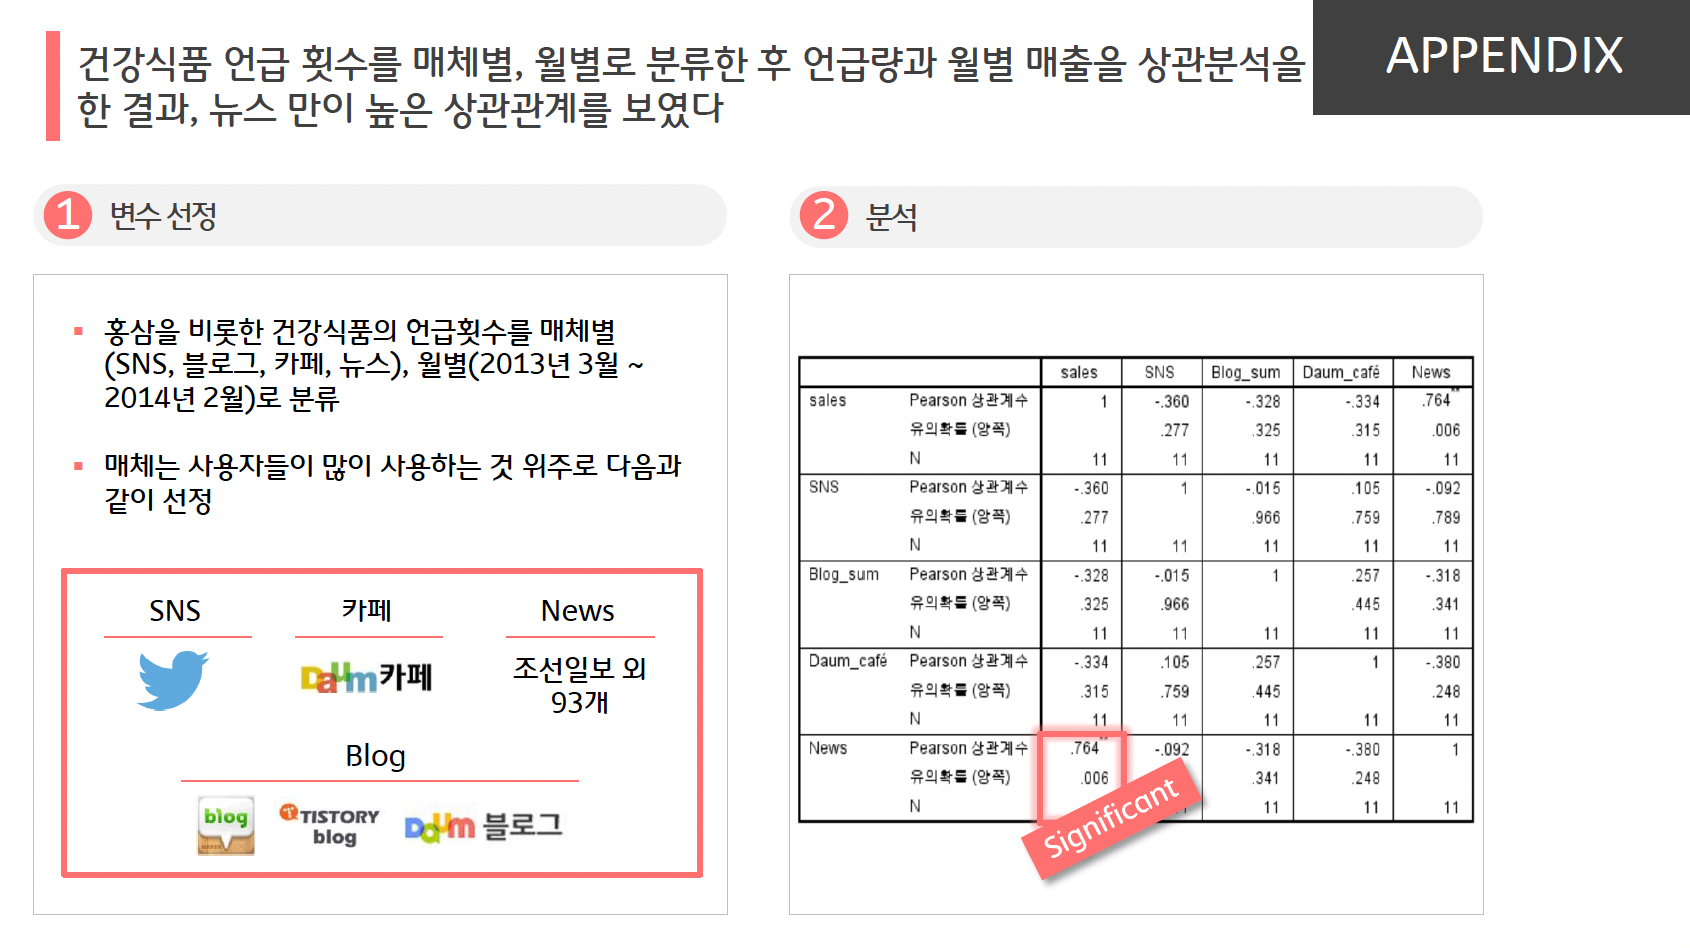 건강식품 언급 횟수를 매체별, 월별로 분류한 후 언급량과 월별 매출을 상관분석을
한 결과, 뉴스 만이 높은 상관관계를 보였다
APPENDIX
1 변수 선정
홍삼을 비롯한 건강식품의 언급횟수를 매체별
(SNS, 블로그, 카페, 뉴스), 월별(2013년 3월 ~
2014년 2월)로 분류
매체는 사용자들이 많이 사용하는 것 위주로 다음과
같이 선정
SNS 카페 News
Daum카페
조선일보 외
93개
Blog
blog
TISTORY
blog
Daum 블로그
2 분석
sales SNS Blog_sum Daum_café News
sales Pearson 상관계수 1 -.360 -.328 -.334 .764**
유의확률 (양쪽) .277 .325 .315 .006
N 11 11 11 11 11
SNS Pearson 상관계수 -.360 1 -.015 .105 -.092
유의확률 (양쪽) .277 .966 .759 .789
N 11 11 11 11 11
Blog_sum Pearson 상관계수 -.328 -.015 1 .257 -.318
유의확률 (양쪽) .325 .966 .445 .341
N 11 11 11 11 11
Daum_café Pearson 상관계수 -.334 .105 .257 1 -.380
유의확률 (양쪽) .315 .759 .445 .248
N 11 11 11 11 11
News Pearson 상관계수 .764** -.092 -.318 -.380 1
유의확률 (양쪽) .006 .341 .248
N 11 11 11
Significant